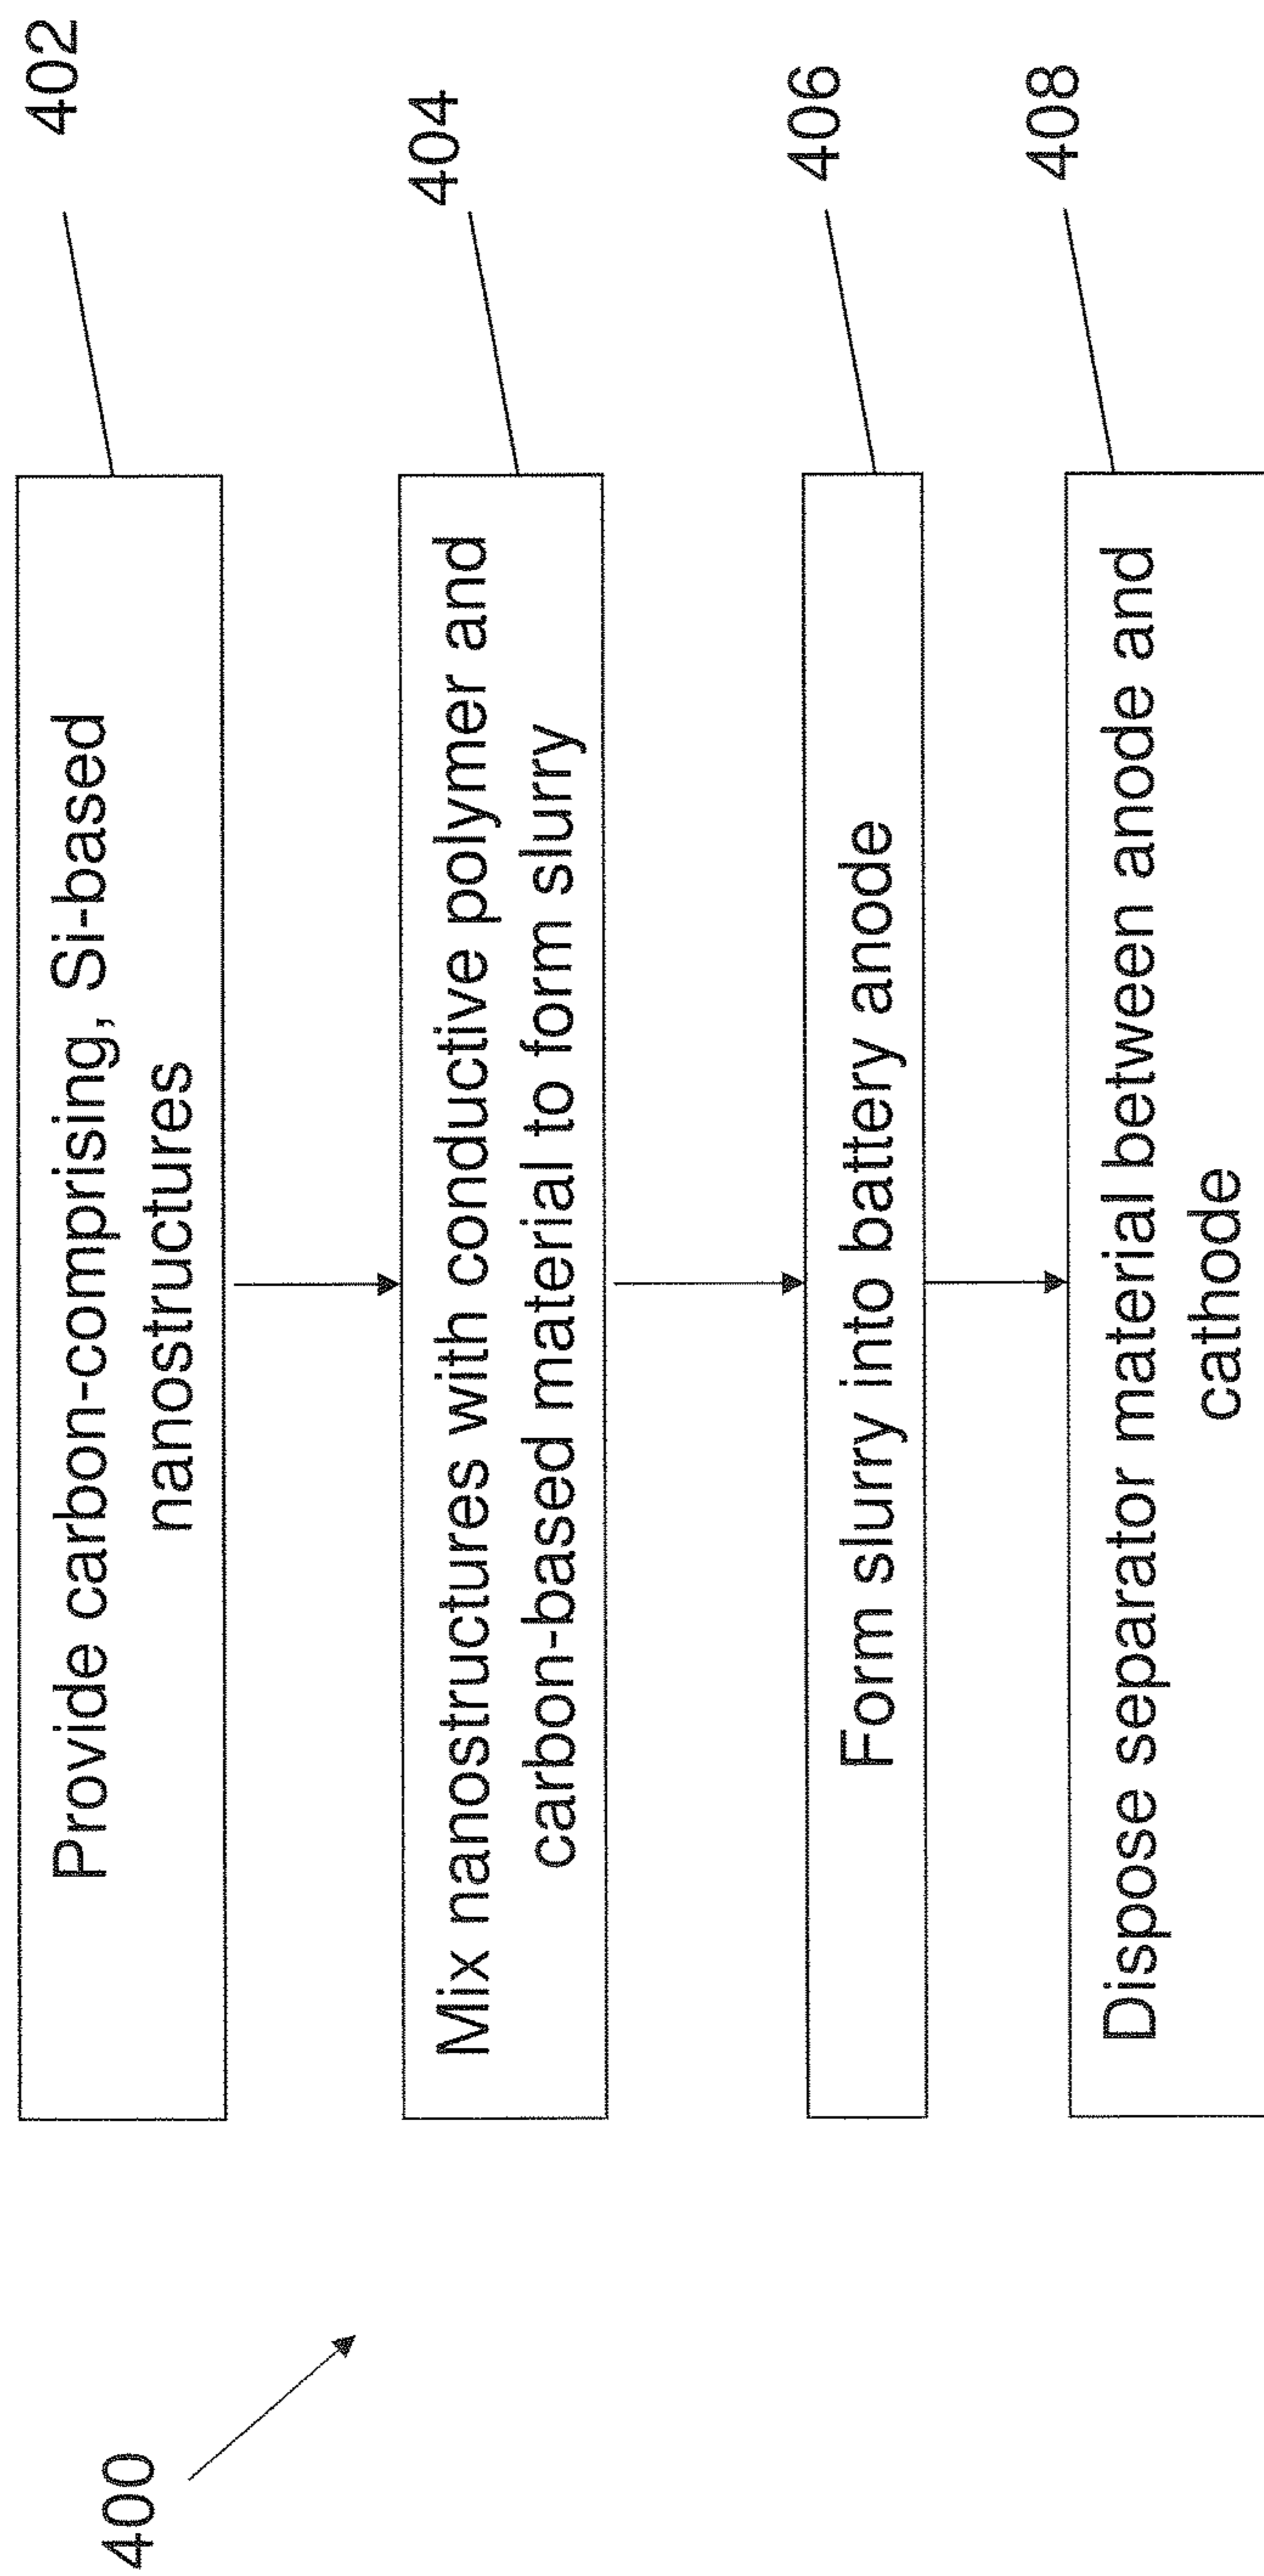 400
Provide carbon-comprising, Si-based
nanostructures
402
Mix nanostructures with conductive polymer and
carbon-based material to form slurry
404
Form slurry into battery anode
406
Dispose separator material between anode and
cathode
408